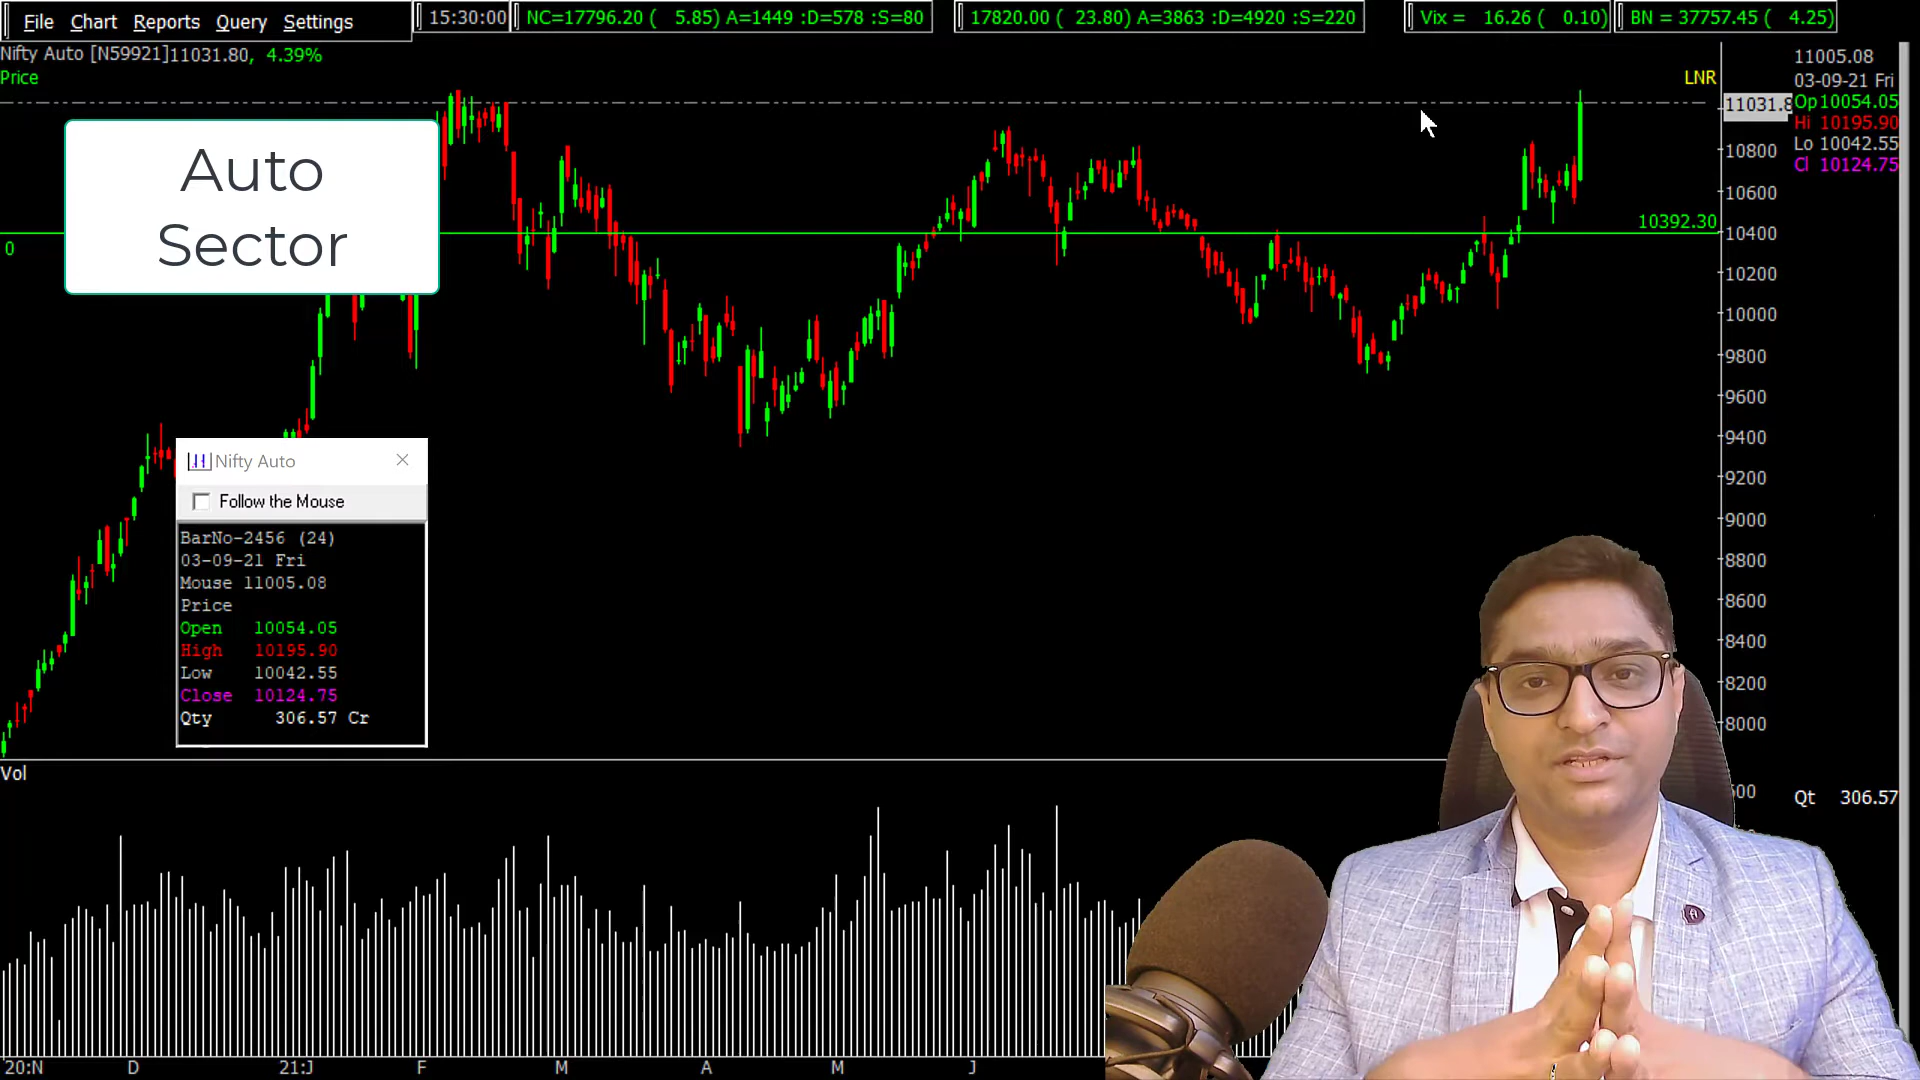 File Chart Reports Query Settings
15:30:00
NC=17796.20 ( 5.85) A=1449 :D=578 :S=80
17820.00 ( 23.80) A=3863 :D=4920 :S=220
Vix = 16.26 ( 0.10)
BN = 37757.45 ( 4.25)
Nifty Auto [N59921]11031.80, 4.39%
Price
LNR
11005.08
03-09-21 Fri
Op10054.05
Hi 10195.90
Lo 10042.55
Cl 10124.75
Auto
Sector
0
10392.30
11031.8
10800
10600
10400
10200
10000
9800
9600
9400
9200
9000
8800
8600
8400
8200
8000
Nifty Auto
Follow the Mouse
BarNo-2456 (24)
03-09-21 Fri
Mouse 11005.08
Price
Open 10054.05
High 10195.90
Low 10042.55
Close 10124.75
Qty 306.57 Cr
Vol
Qt 306.57
20:N D 21:J F M A M J